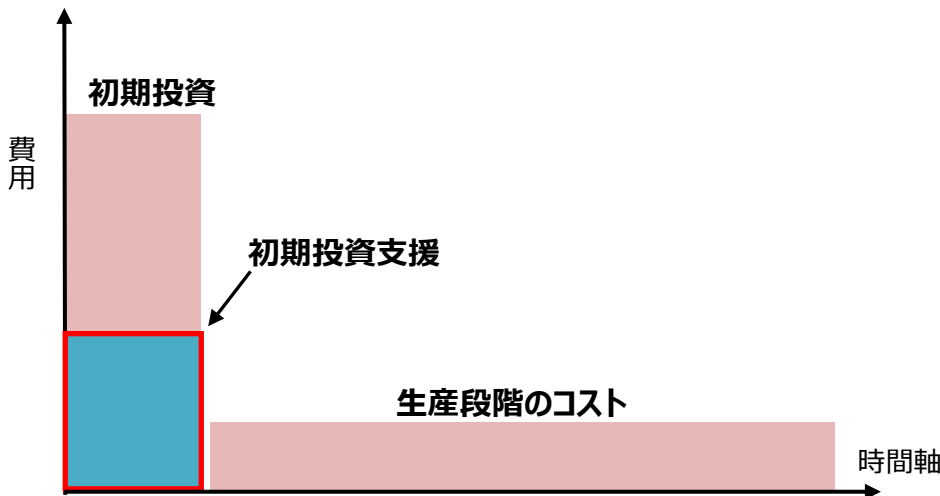 初期投資
費用
初期投資支援
生産段階のコスト
時間軸